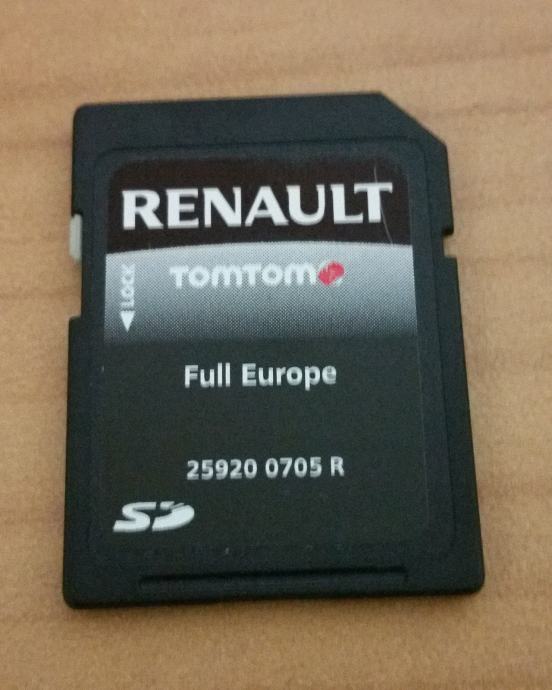 RENAULT
TOMTOM
LOCK
Full Europe
25920 0705 R
SD